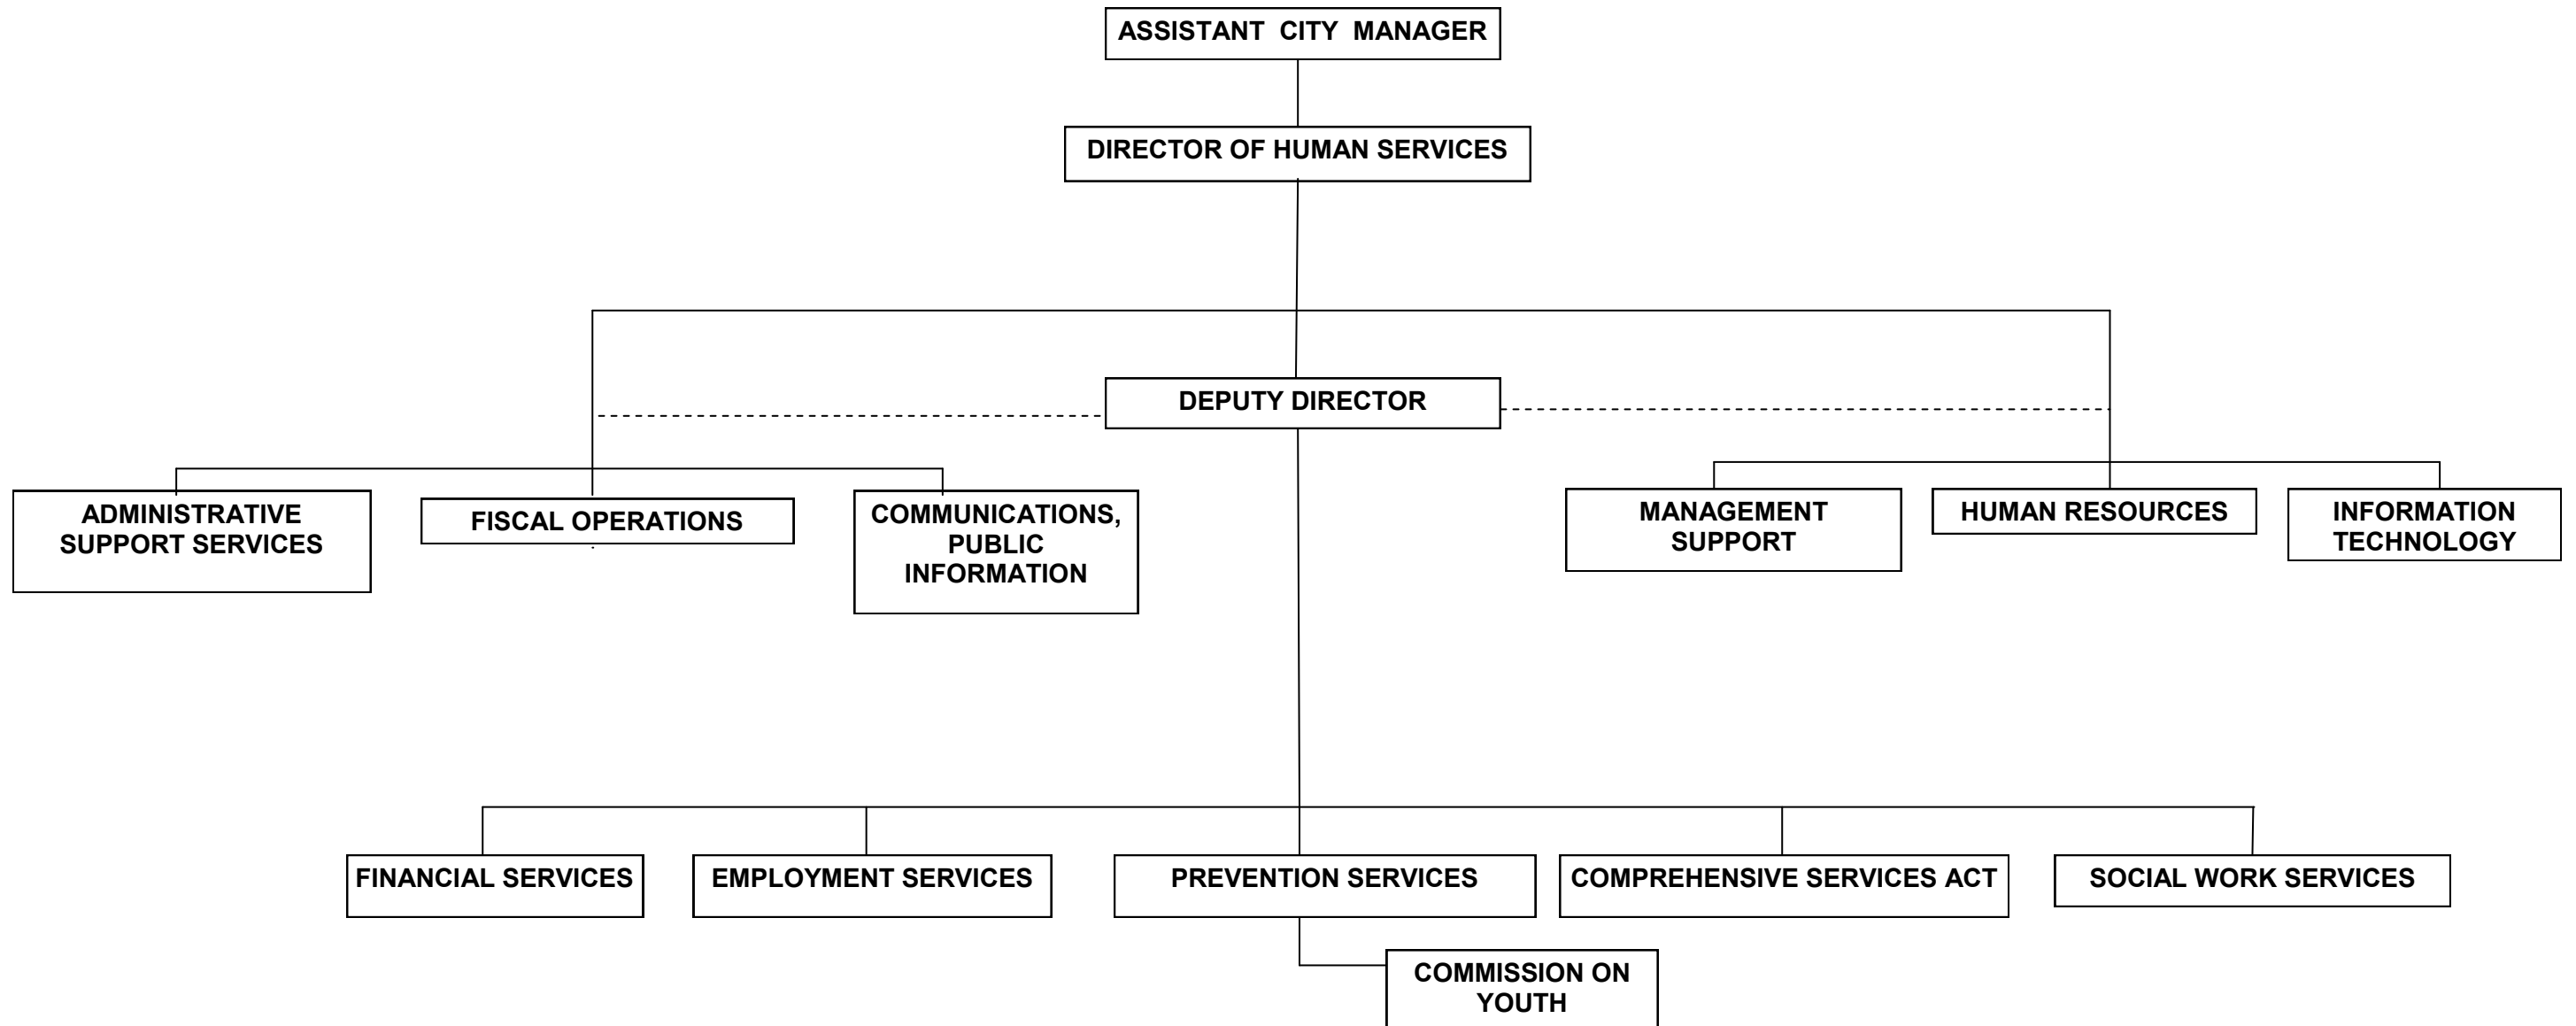 ASSISTANT CITY MANAGER
DIRECTOR OF HUMAN SERVICES
DEPUTY DIRECTOR
ADMINISTRATIVE
SUPPORT SERVICES
FISCAL OPERATIONS
COMMUNICATIONS,
PUBLIC
INFORMATION
MANAGEMENT
SUPPORT
HUMAN RESOURCES
INFORMATION
TECHNOLOGY
FINANCIAL SERVICES
EMPLOYMENT SERVICES
PREVENTION SERVICES
COMPREHENSIVE SERVICES ACT
SOCIAL WORK SERVICES
COMMISSION ON
YOUTH